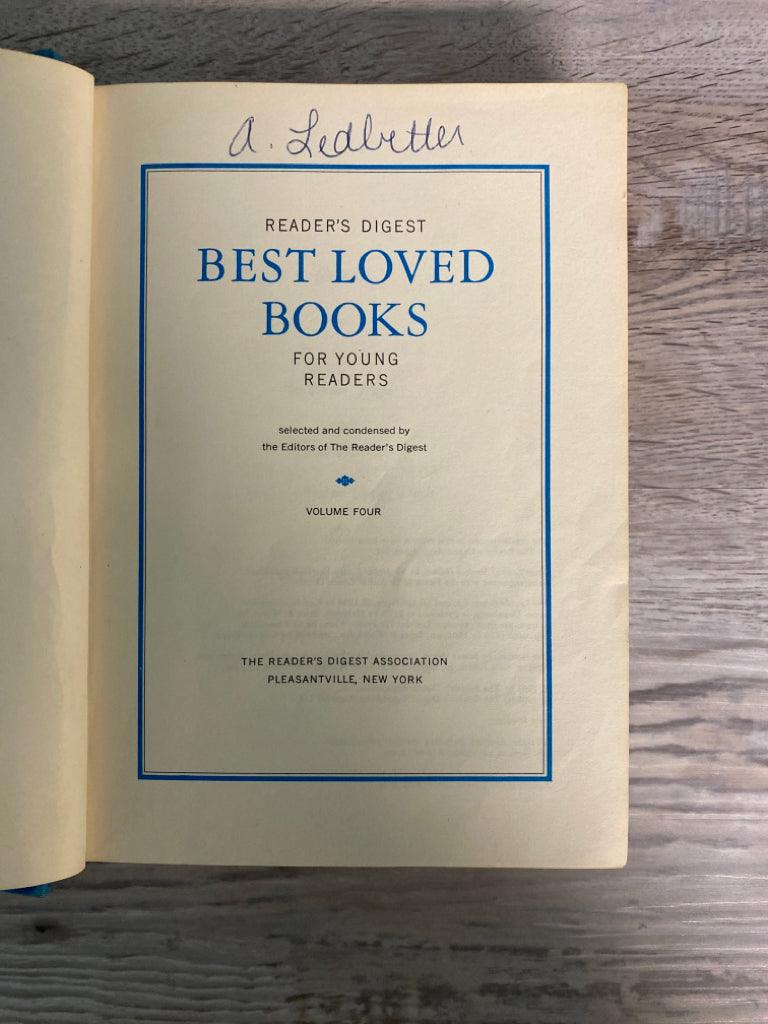 A. Ledbetter
READER'S DIGEST
BEST LOVED
BOOKS
FOR YOUNG
READERS
selected and condensed by
the Editors of The Reader's Digest
VOLUME FOUR
THE READER'S DIGEST ASSOCIATION
PLEASANTVILLE, NEW YORK